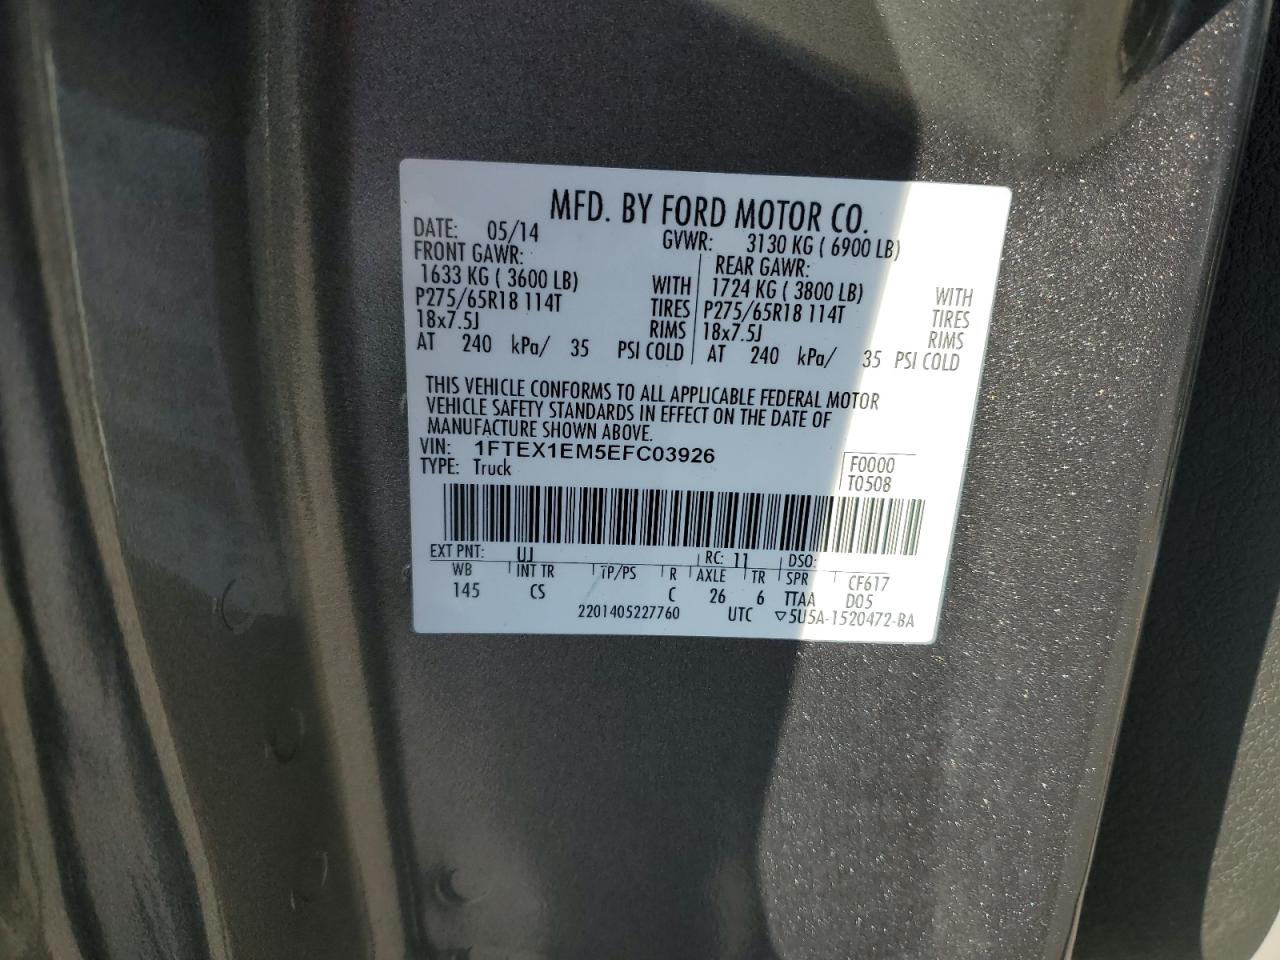 MFD. BY FORD MOTOR CO.
DATE: 05/14 GVWR: 3130 KG ( 6900 LB)
FRONT GAWR: REAR GAWR:
1633 KG ( 3600 LB) WITH 1724 KG ( 3800 LB) WITH
P275/65R18 114T TIRES P275/65R18 114T TIRES
18x7.5J RIMS 18x7.5J RIMS
AT 240 kPa/ 35 PSI COLD AT 240 kPa/ 35 PSI COLD
THIS VEHICLE CONFORMS TO ALL APPLICABLE FEDERAL MOTOR
VEHICLE SAFETY STANDARDS IN EFFECT ON THE DATE OF
MANUFACTURE SHOWN ABOVE.
VIN: 1FTEX1EM5EFC03926 F0000
TYPE: Truck T0508
EXT PNT: UJ RC: 11 DSO:
WB INT TR TP/PS R AXLE TR SPR CF617
145 CS C 26 6 TTAA D05
2201405227760 UTC ▽5U5A-1520472-BA